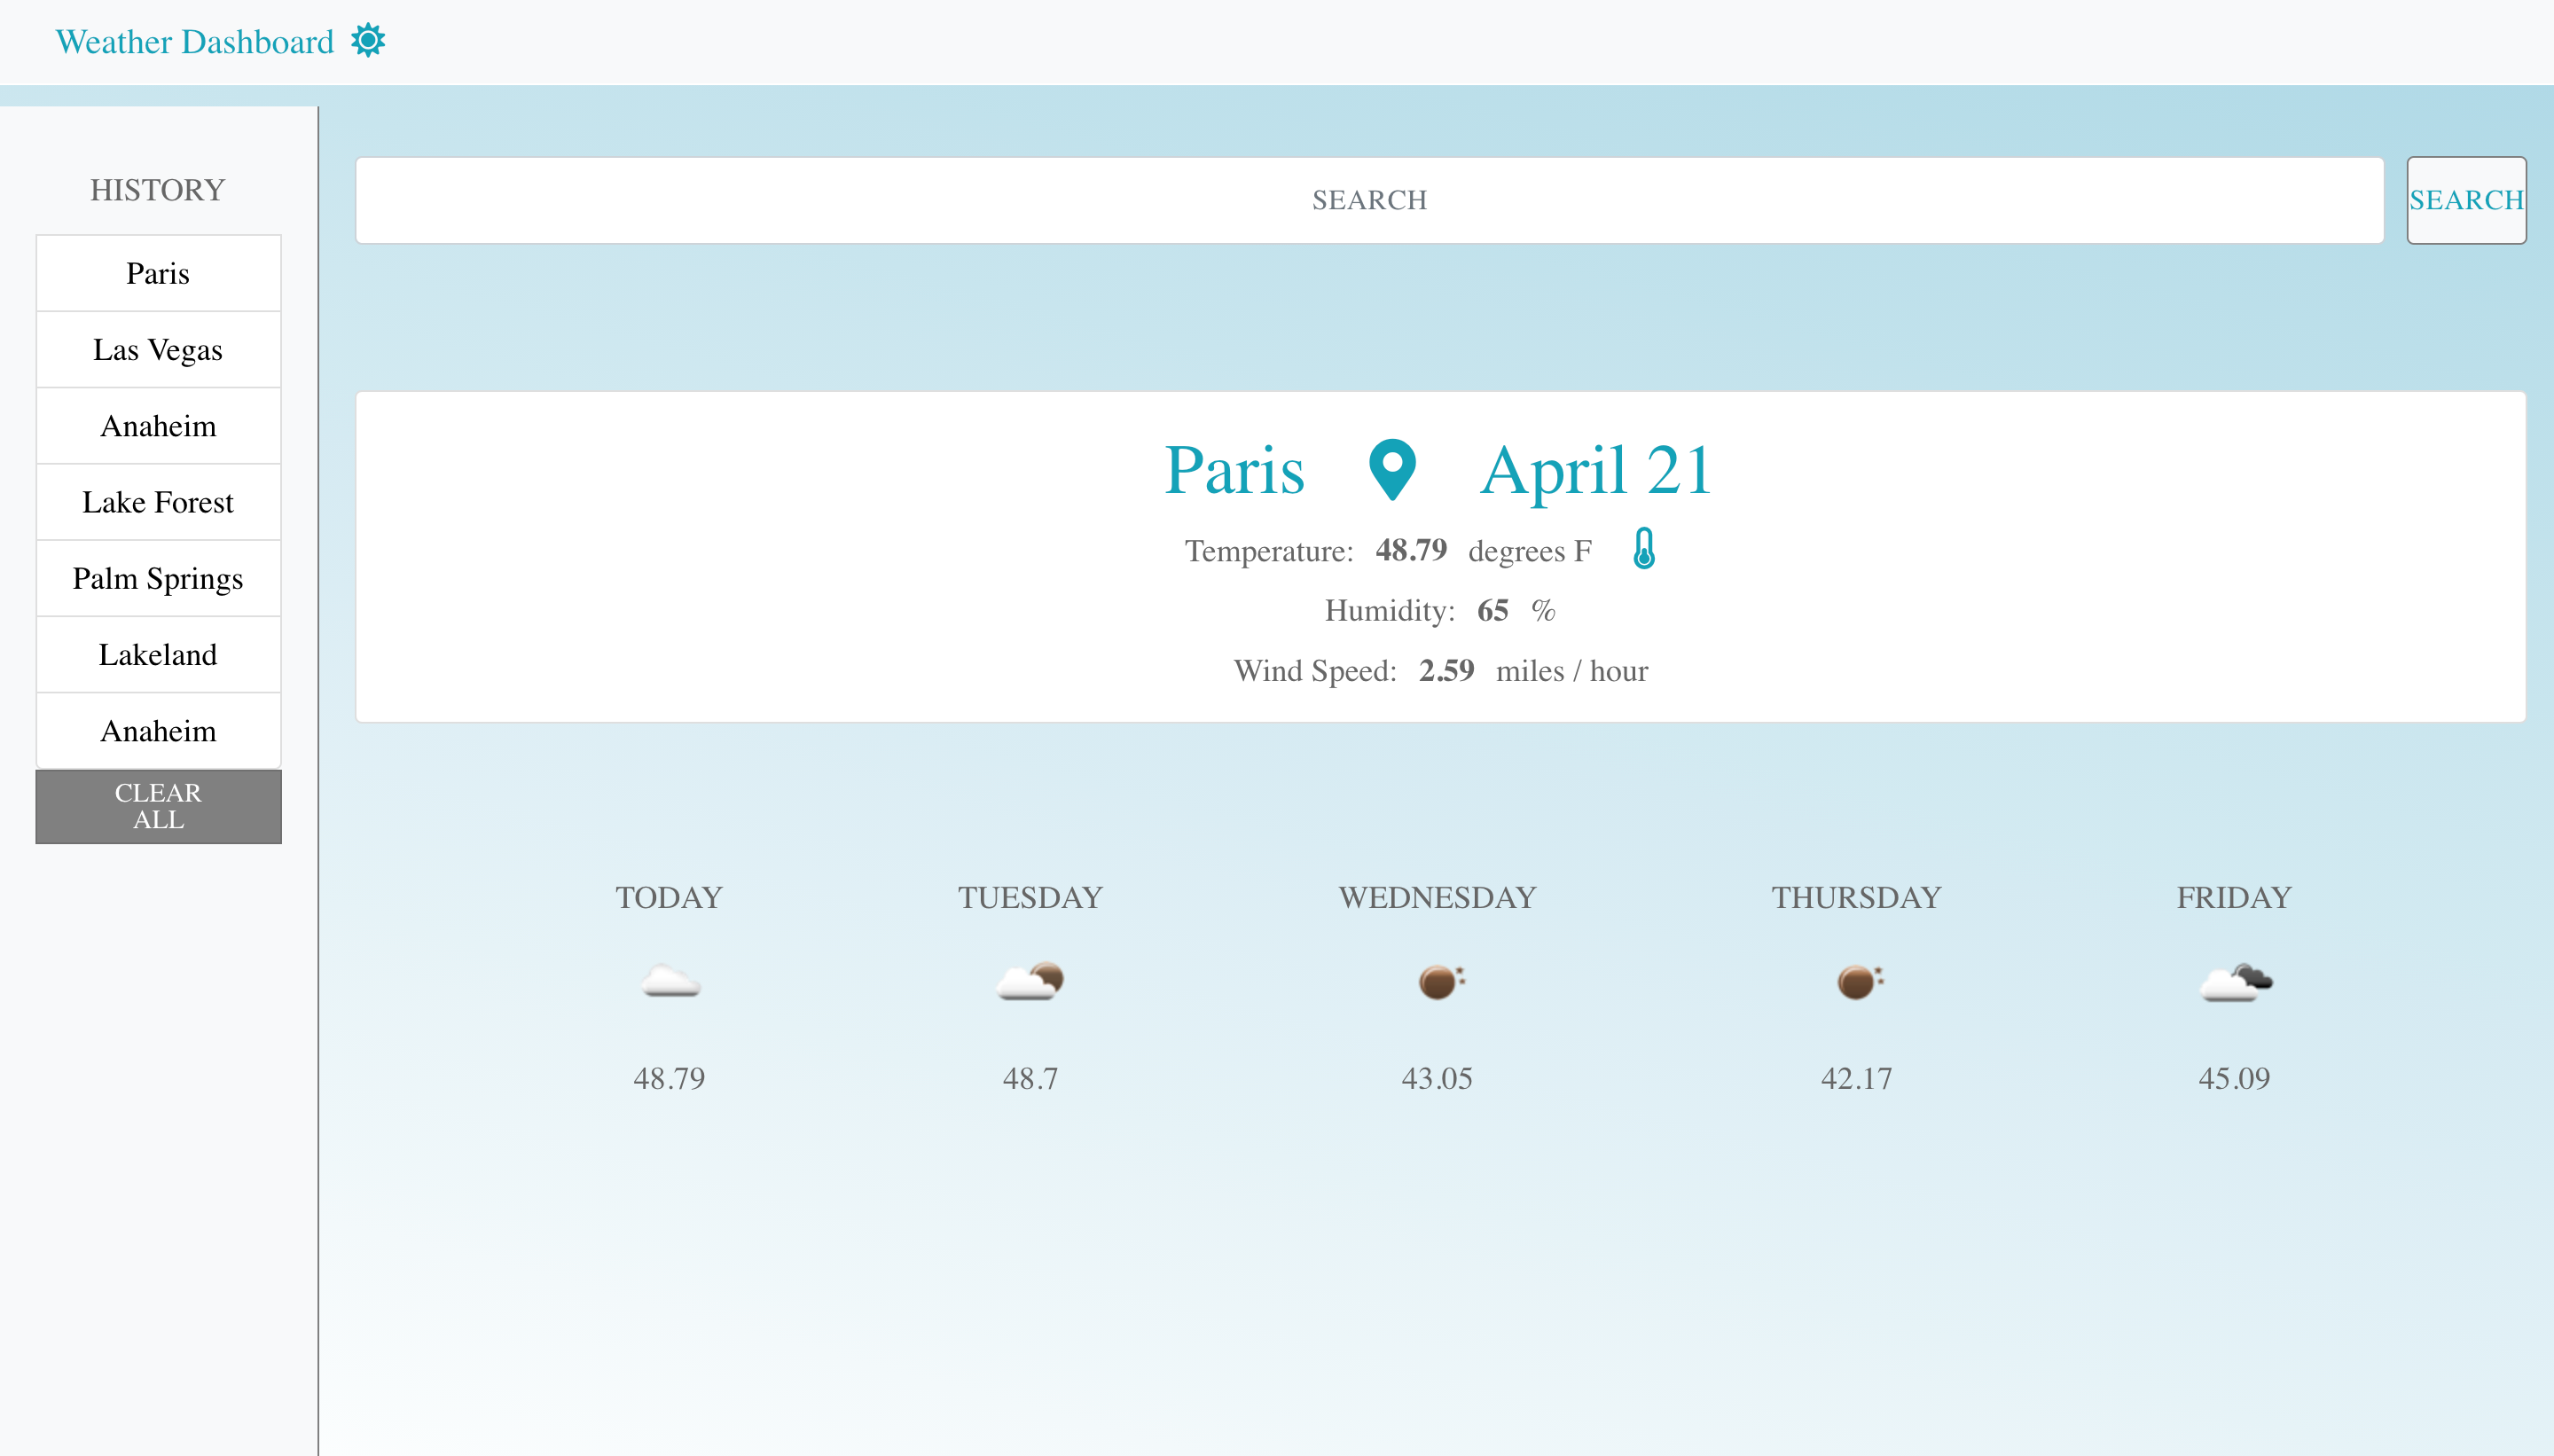 Weather Dashboard
HISTORY
Paris
Las Vegas
Anaheim
Lake Forest
Palm Springs
Lakeland
Anaheim
CLEAR
ALL
SEARCH
SEARCH
Paris April 21
Temperature: 48.79 degrees F
Humidity: 65 %
Wind Speed: 2.59 miles / hour
TODAY TUESDAY WEDNESDAY THURSDAY FRIDAY
48.79 48.7 43.05 42.17 45.09